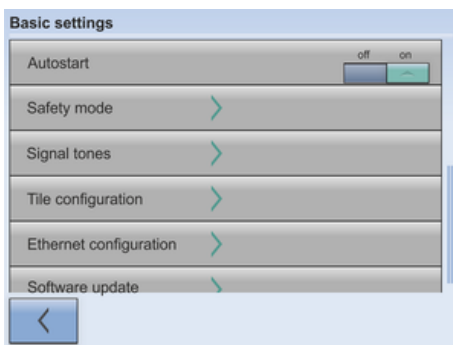 Basic settings
Autostart
off on
Safety mode
Signal tones
Tile configuration
Ethernet configuration
Software update